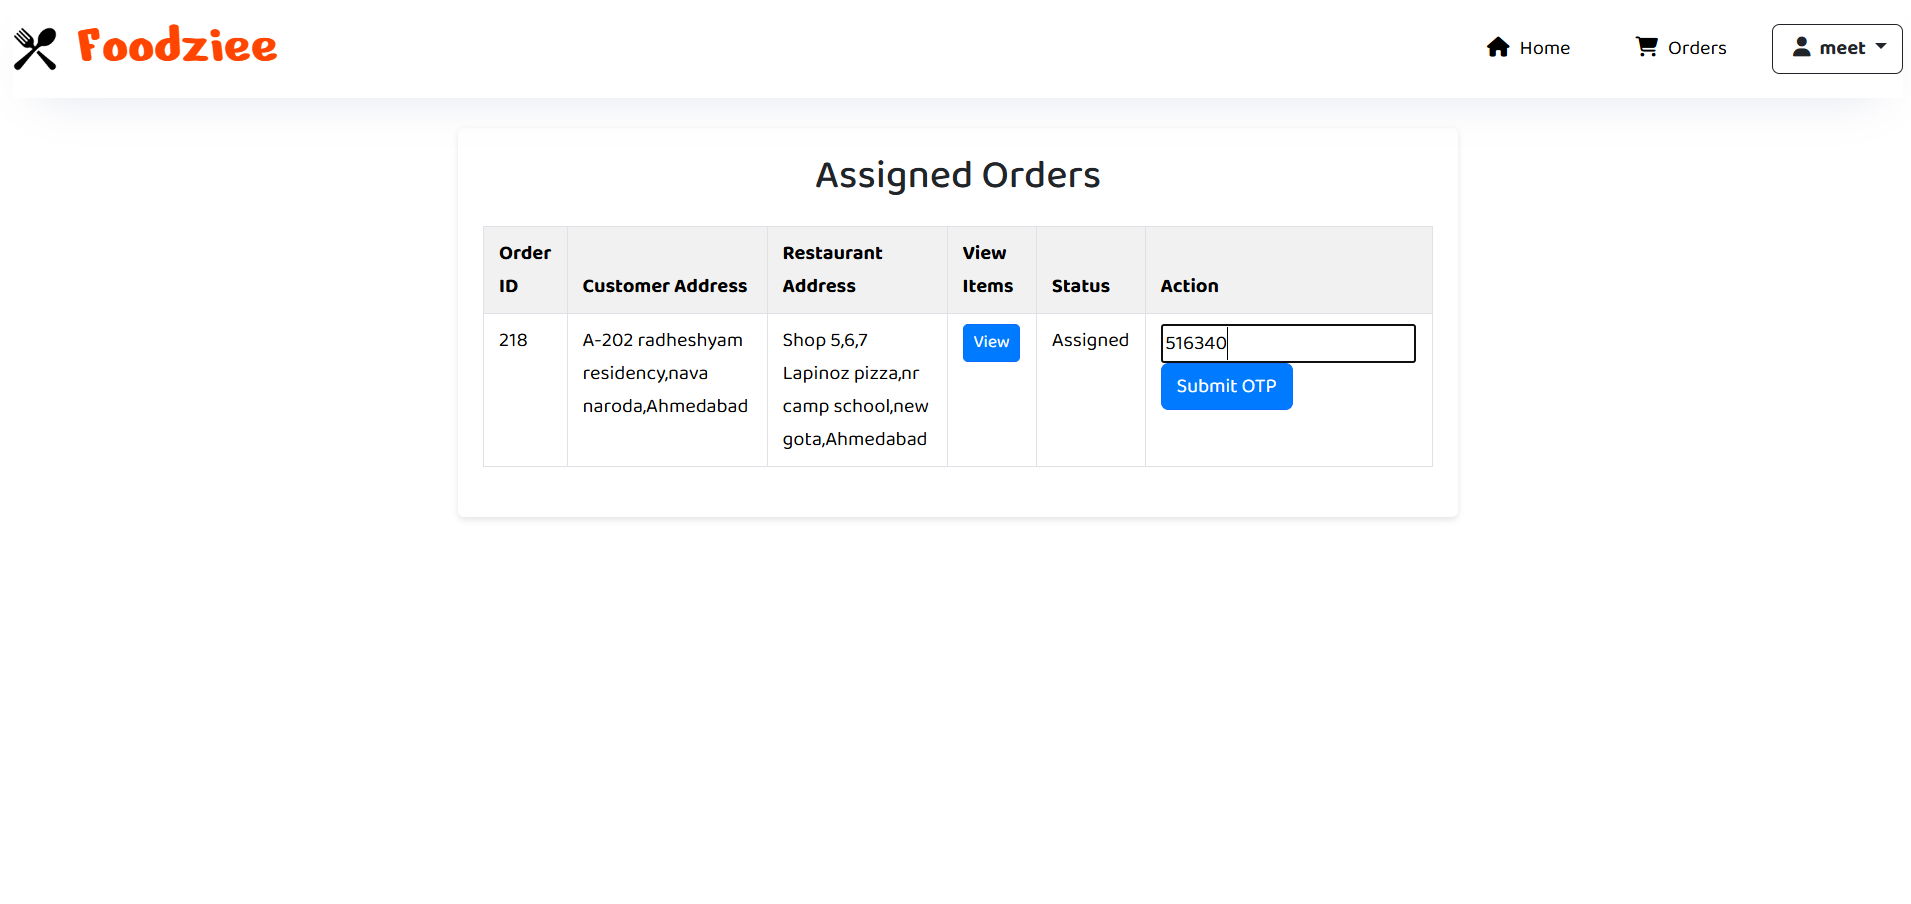 Foodziee
Home
Orders
meet
Assigned Orders
Order
ID
Customer Address
Restaurant
Address
View
Items
Status
Action
218
A-202 radheshyam
residency,nava
naroda,Ahmedabad
Shop 5,6,7
Lapinoz pizza,nr
camp school,new
gota,Ahmedabad
View
Assigned
516340
Submit OTP